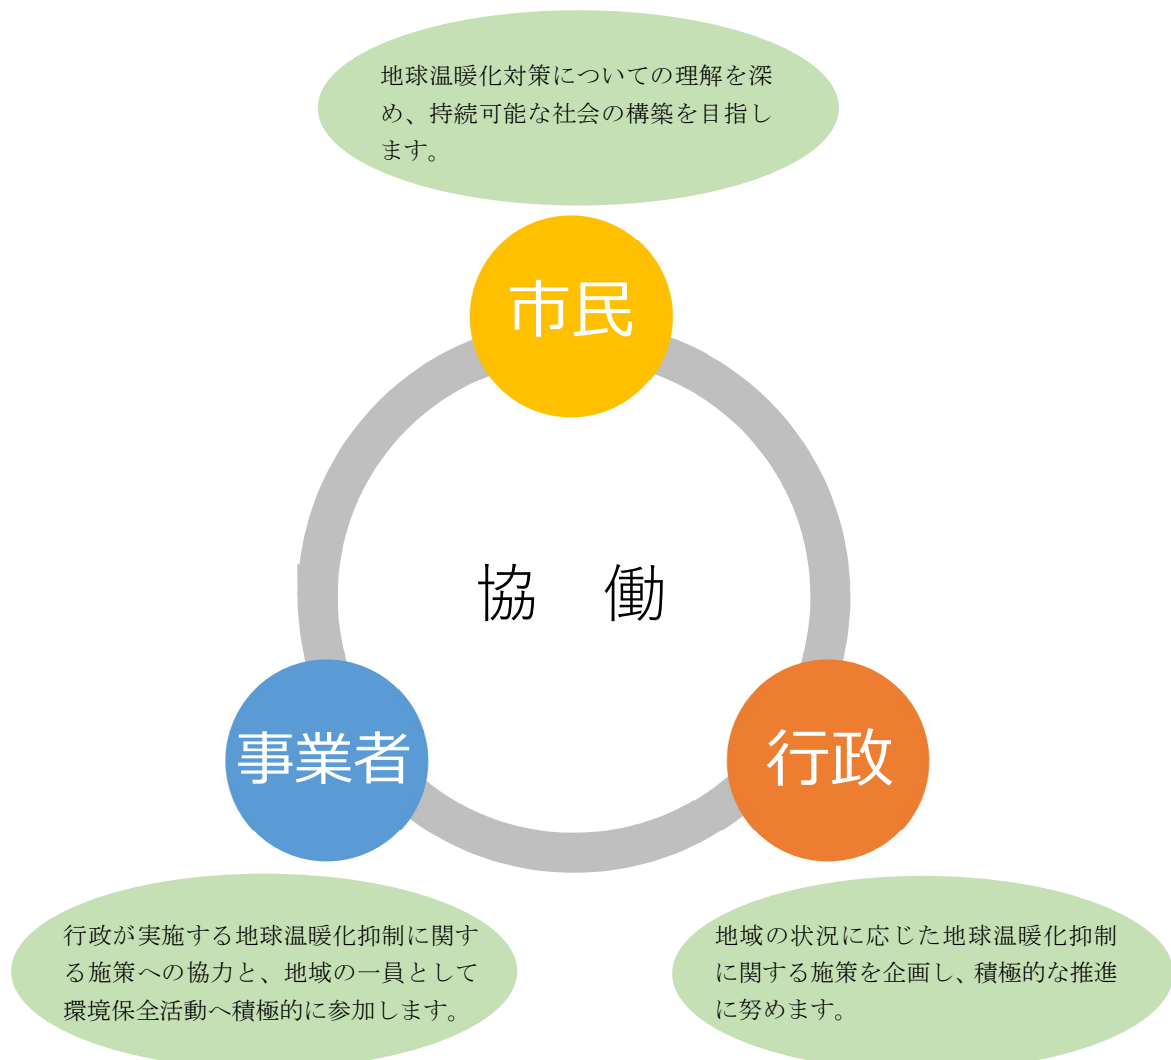 地球温暖化対策についての理解を深
め、持続可能な社会の構築を目指し
ます。
市民
協　働
事業者
行政
行政が実施する地球温暖化抑制に関す
る施策への協力と、地域の一員として
環境保全活動へ積極的に参加します。
地域の状況に応じた地球温暖化抑制
に関する施策を企画し、積極的な推進
に努めます。